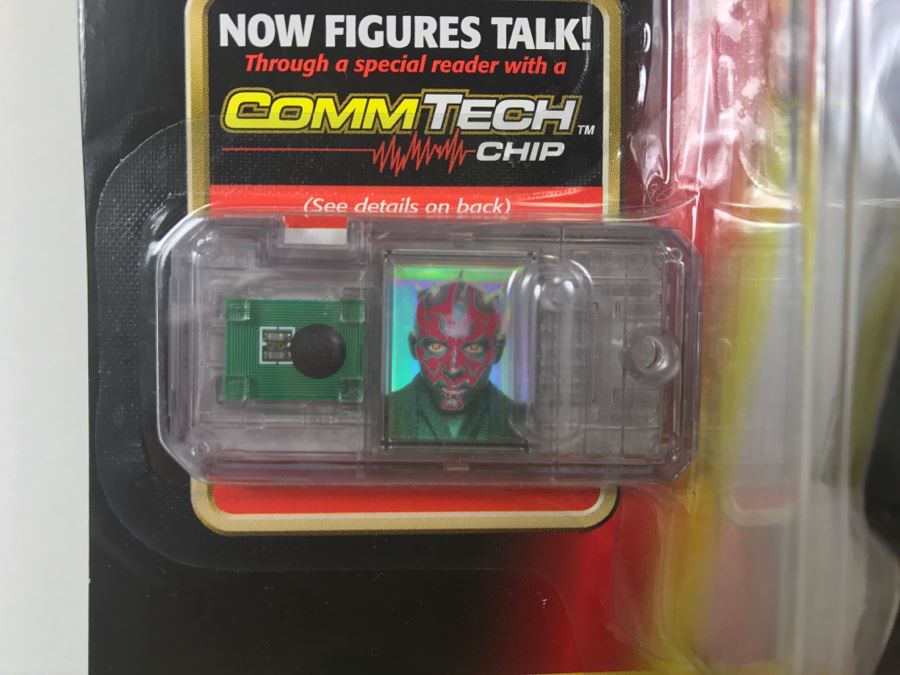 NOW FIGURES TALK!
Through a special reader with a
COMMTECH™
CHIP
(See details on back)